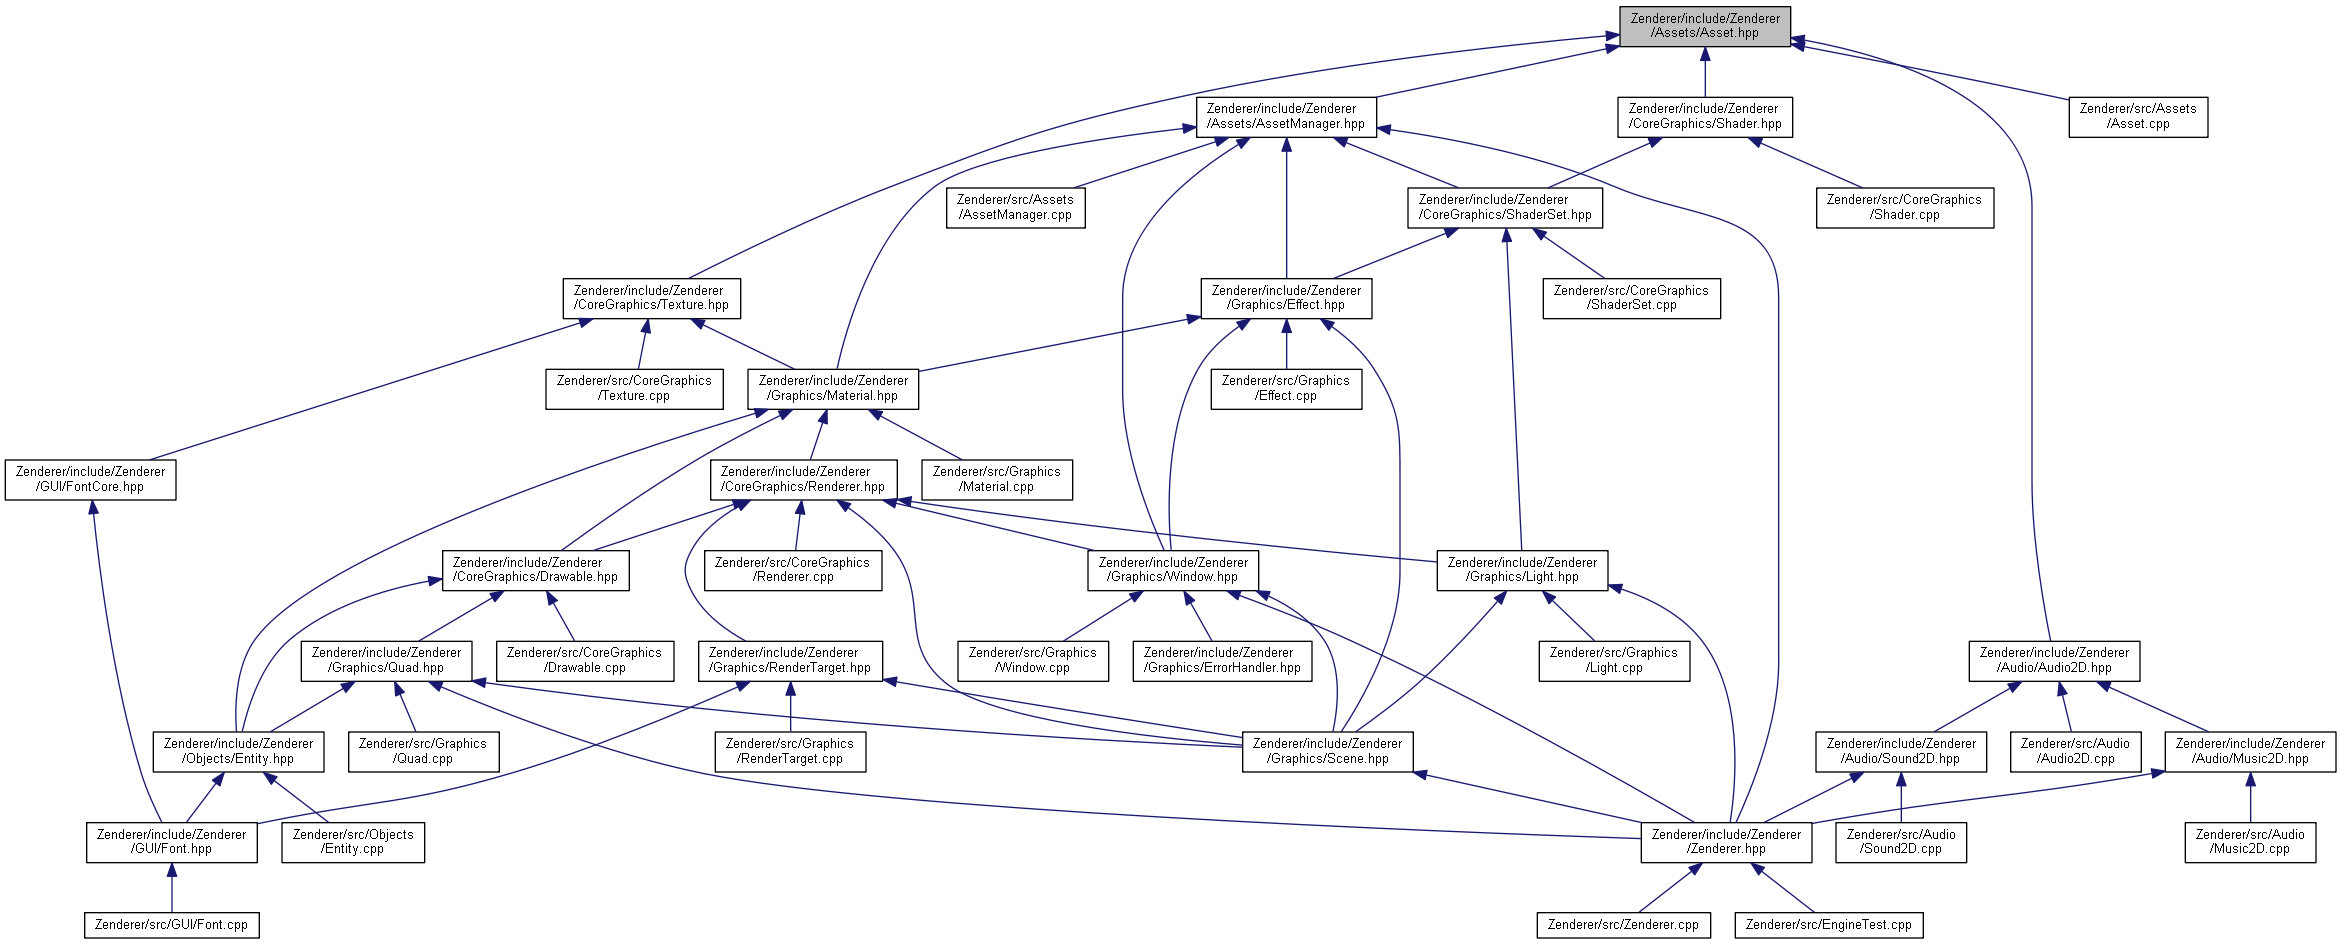 Zenderer/include/Zenderer
/Assets/Asset.hpp
Zenderer/include/Zenderer
/Assets/AssetManager.hpp
Zenderer/include/Zenderer
/CoreGraphics/Shader.hpp
Zenderer/src/Assets
/Asset.cpp
Zenderer/src/Assets
/AssetManager.cpp
Zenderer/include/Zenderer
/CoreGraphics/ShaderSet.hpp
Zenderer/src/CoreGraphics
/Shader.cpp
Zenderer/include/Zenderer
/CoreGraphics/Texture.hpp
Zenderer/include/Zenderer
/Graphics/Effect.hpp
Zenderer/src/CoreGraphics
/ShaderSet.cpp
Zenderer/src/CoreGraphics
/Texture.cpp
Zenderer/include/Zenderer
/Graphics/Material.hpp
Zenderer/src/Graphics
/Effect.cpp
Zenderer/include/Zenderer
/GUI/FontCore.hpp
Zenderer/include/Zenderer
/CoreGraphics/Renderer.hpp
Zenderer/src/Graphics
/Material.cpp
Zenderer/include/Zenderer
/CoreGraphics/Drawable.hpp
Zenderer/src/CoreGraphics
/Renderer.cpp
Zenderer/include/Zenderer
/Graphics/Window.hpp
Zenderer/include/Zenderer
/Graphics/Light.hpp
Zenderer/include/Zenderer
/Graphics/Quad.hpp
Zenderer/src/CoreGraphics
/Drawable.cpp
Zenderer/include/Zenderer
/Graphics/RenderTarget.hpp
Zenderer/src/Graphics
/Window.cpp
Zenderer/include/Zenderer
/Graphics/ErrorHandler.hpp
Zenderer/src/Graphics
/Light.cpp
Zenderer/include/Zenderer
/Audio/Audio2D.hpp
Zenderer/include/Zenderer
/Objects/Entity.hpp
Zenderer/src/Graphics
/Quad.cpp
Zenderer/src/Graphics
/RenderTarget.cpp
Zenderer/include/Zenderer
/Graphics/Scene.hpp
Zenderer/include/Zenderer
/Audio/Sound2D.hpp
Zenderer/src/Audio
/Audio2D.cpp
Zenderer/include/Zenderer
/Audio/Music2D.hpp
Zenderer/include/Zenderer
/GUI/Font.hpp
Zenderer/src/Objects
/Entity.cpp
Zenderer/include/Zenderer
/Zenderer.hpp
Zenderer/src/Audio
/Sound2D.cpp
Zenderer/src/Audio
/Music2D.cpp
Zenderer/src/GUI/Font.cpp
Zenderer/src/Zenderer.cpp
Zenderer/src/EngineTest.cpp